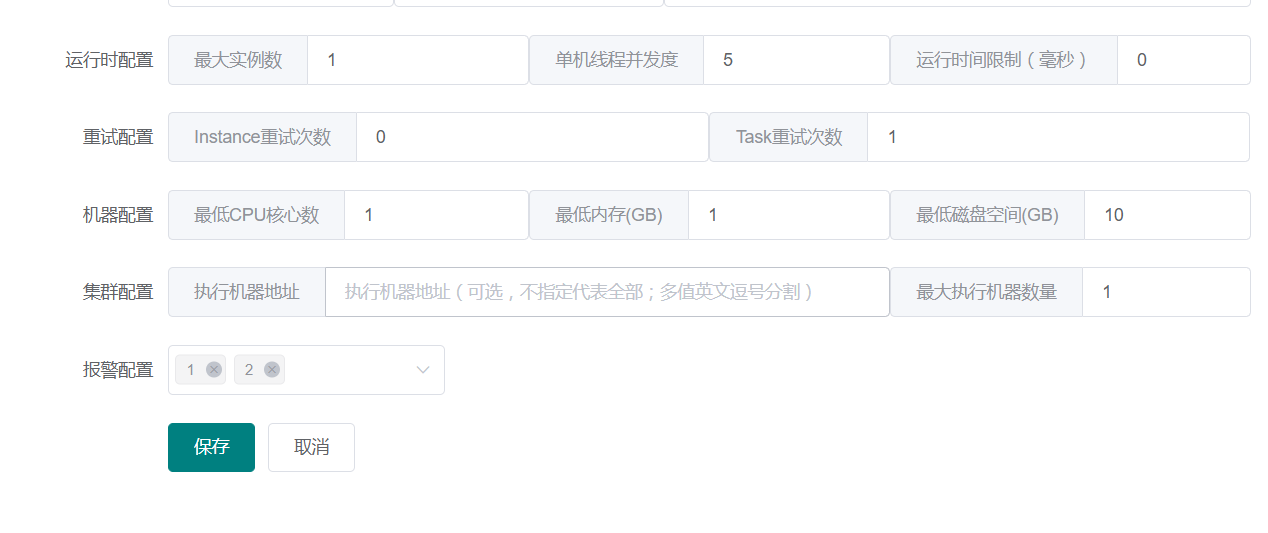 运行时配置 最大实例数 1 单机线程并发度 5 运行时间限制（毫秒） 0
重试配置 Instance重试次数 0 Task重试次数 1
机器配置 最低CPU核心数 1 最低内存(GB) 1 最低磁盘空间(GB) 10
集群配置 执行机器地址 执行机器地址（可选，不指定代表全部；多值英文逗号分割） 最大执行机器数量 1
报警配置 1 2
保存 取消